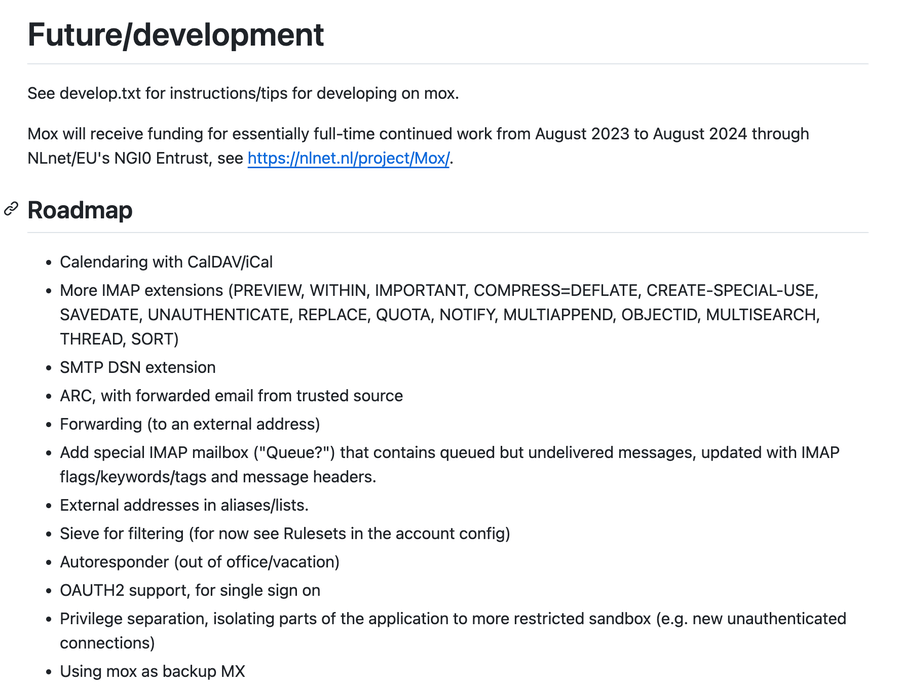 Future/development
See develop.txt for instructions/tips for developing on mox.
Mox will receive funding for essentially full-time continued work from August 2023 to August 2024 through
NLnet/EU's NGI0 Entrust, see https://nlnet.nl/project/Mox/.
Roadmap
• Calendaring with CalDAV/iCal
• More IMAP extensions (PREVIEW, WITHIN, IMPORTANT, COMPRESS=DEFLATE, CREATE-SPECIAL-USE,
SAVEDATE, UNAUTHENTICATE, REPLACE, QUOTA, NOTIFY, MULTIAPPEND, OBJECTID, MULTISEARCH,
THREAD, SORT)
• SMTP DSN extension
• ARC, with forwarded email from trusted source
• Forwarding (to an external address)
• Add special IMAP mailbox ("Queue?") that contains queued but undelivered messages, updated with IMAP
flags/keywords/tags and message headers.
• External addresses in aliases/lists.
• Sieve for filtering (for now see Rulesets in the account config)
• Autoresponder (out of office/vacation)
• OAUTH2 support, for single sign on
• Privilege separation, isolating parts of the application to more restricted sandbox (e.g. new unauthenticated
connections)
• Using mox as backup MX